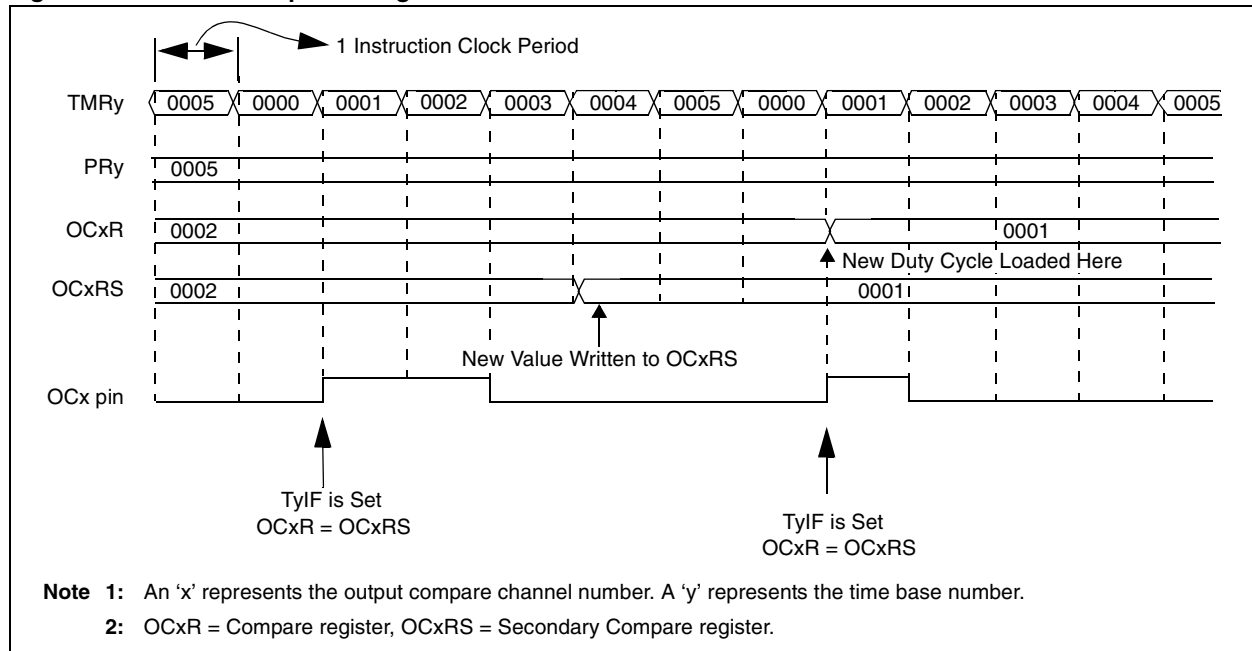 1 Instruction Clock Period
TMRy 0005 0000 0001 0002 0003 0004 0005 0000 0001 0002 0003 0004 0005
PRy 0005
OCxR 0002 0001
New Duty Cycle Loaded Here
OCxRS 0002 0001
New Value Written to OCxRS
OCx pin
TyIF is Set
OCxR = OCxRS
TyIF is Set
OCxR = OCxRS
Note 1: An ‘x’ represents the output compare channel number. A ‘y’ represents the time base number.
2: OCxR = Compare register, OCxRS = Secondary Compare register.